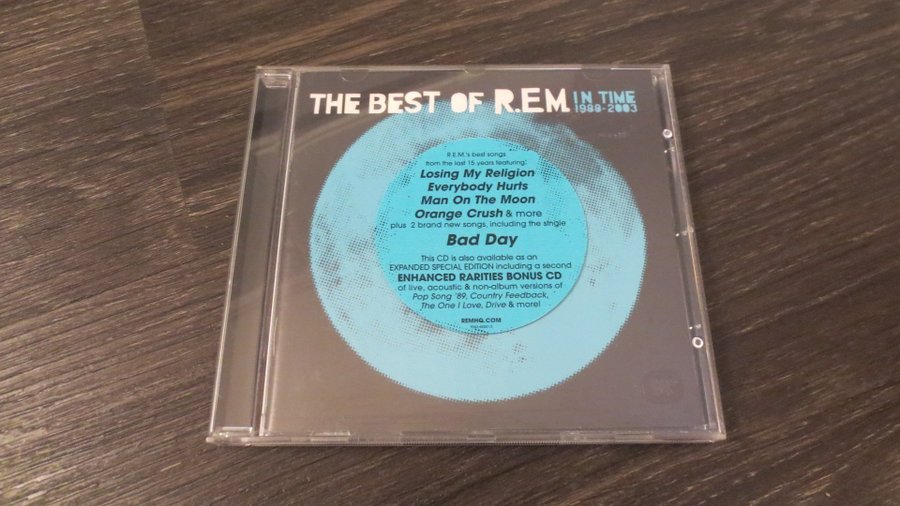 THE BEST OF R.E.M. IN TIME
1988-2003
R.E.M.'s best songs
from the last 15 years featuring:
Losing My Religion
Everybody Hurts
Man On The Moon
Orange Crush & more
plus 2 brand new songs, including the single
Bad Day
This CD is also available as an
EXPANDED SPECIAL EDITION including a second
ENHANCED RARITIES BONUS CD
of live, acoustic & non-album versions of
Pop Song '89, Country Feedback,
The One I Love, Drive & more!
REMHQ.COM